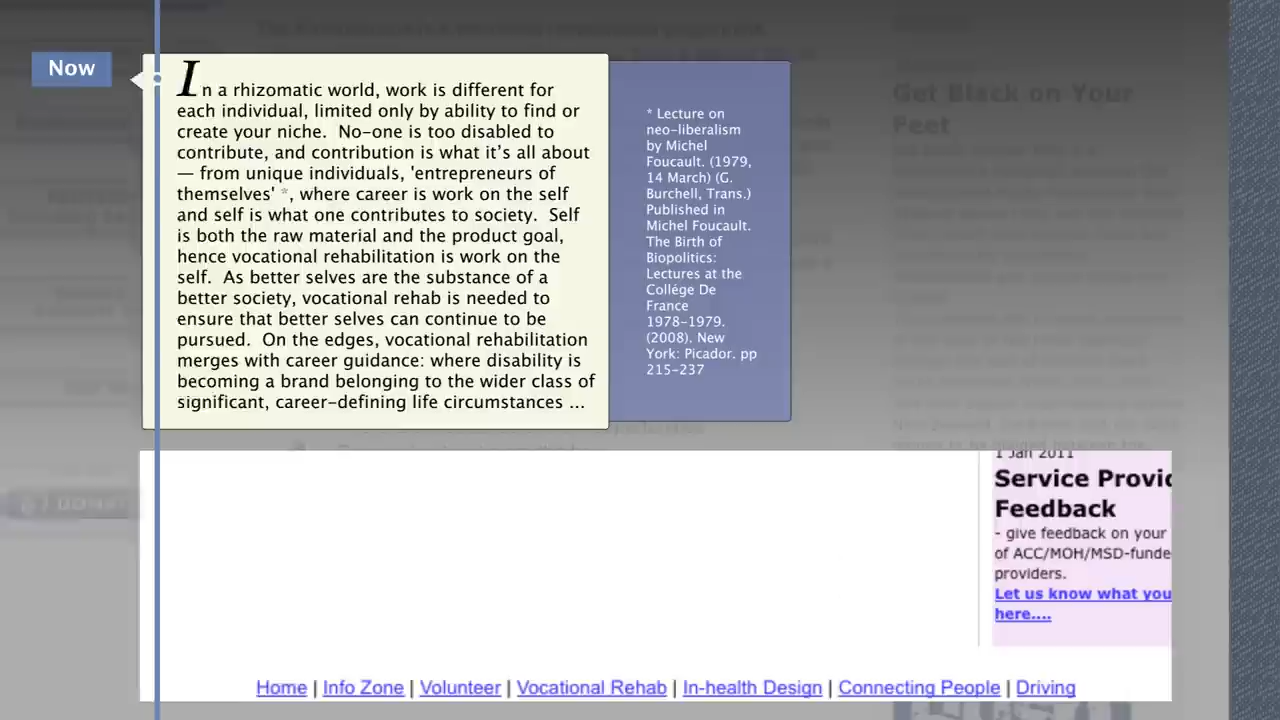 Now
In a rhizomatic world, work is different for
each individual, limited only by ability to find or
create your niche.  No-one is too disabled to
contribute, and contribution is what it’s all about
— from unique individuals, 'entrepreneurs of
themselves' *, where career is work on the self
and self is what one contributes to society.  Self
is both the raw material and the product goal,
hence vocational rehabilitation is work on the
self.  As better selves are the substance of a
better society, vocational rehab is needed to
ensure that better selves can continue to be
pursued.  On the edges, vocational rehabilitation
merges with career guidance: where disability is
becoming a brand belonging to the wider class of
significant, career-defining life circumstances ...
* Lecture on
neo-liberalism
by Michel
Foucault. (1979,
14 March) (G.
Burchell, Trans.)
Published in
Michel Foucault.
The Birth of
Biopolitics:
Lectures at the
Collége De
France
1978-1979.
(2008). New
York: Picador. pp
215-237
Get Black on Your
Feet
1 Jan 2011
Service Provid
Feedback
- give feedback on your
of ACC/MOH/MSD-funde
providers.
Let us know what you
here....
Home | Info Zone | Volunteer | Vocational Rehab | In-health Design | Connecting People | Driving